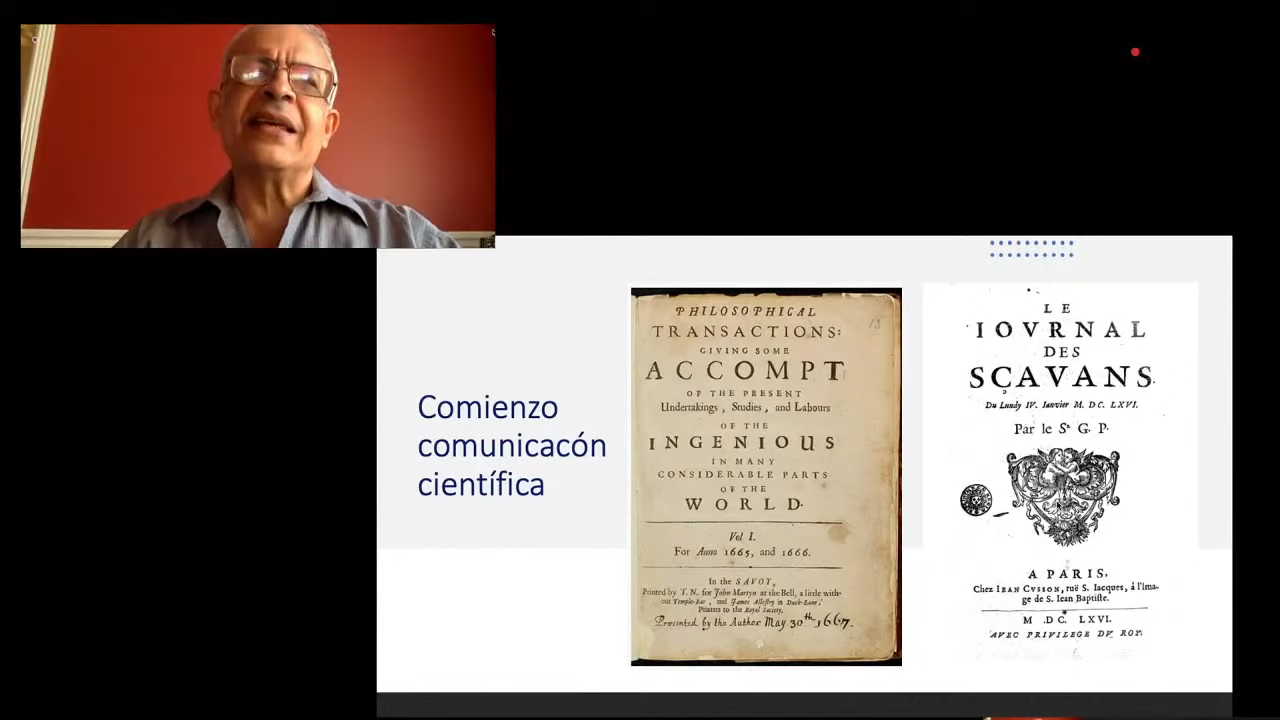 Comienzo
comunicacón
científica
PHILOSOPHICAL
TRANSACTIONS:
GIVING SOME
ACCOMPT
OF THE PRESENT
Undertakings, Studies, and Labours
OF THE
INGENIOUS
IN MANY
CONSIDERABLE PARTS
OF THE
WORLD.
Vol I.
For Anno 1665, and 1666.
In the SAVOY,
Printed by T. N. for John Martyn at the Bell, a little with-
out Temple-Bar, and James Allestry in Duck-Lane,
Printers to the Royal Society.
Presented by the Author May. 30th 1667.
13
LE
IOVRNAL
DES
SCAVANS.
Du Lundy IV. Ianvier M. DC. LXVI.
Par le Sr G. P.
A PARIS,
Chez IEAN CVSSON, ruë S. Iacques, à l'Ima-
ge de S. Iean Baptiste.
M. DC. LXVI.
AVEC PRIVILEGE DV ROY.